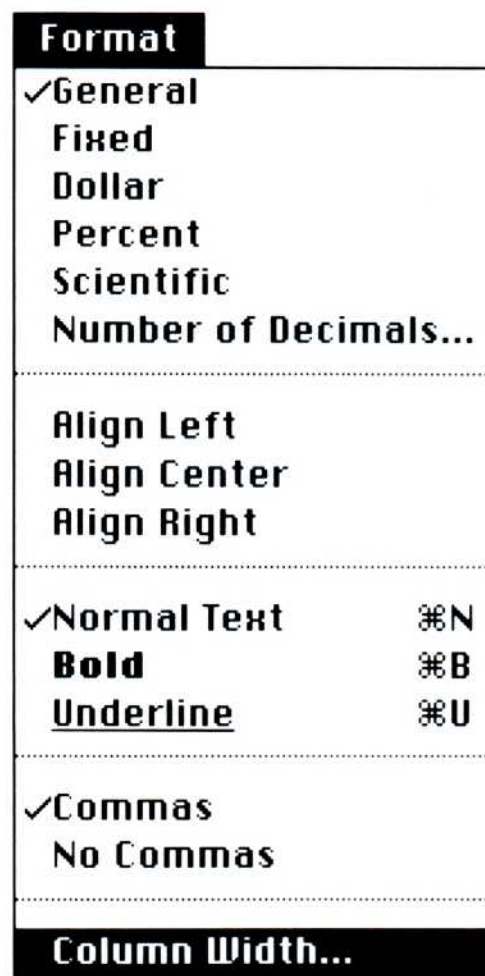 Format
✓General
Fixed
Dollar
Percent
Scientific
Number of Decimals...
Align Left
Align Center
Align Right
✓Normal Text ⌘N
Bold ⌘B
Underline ⌘U
✓Commas
No Commas
Column Width...